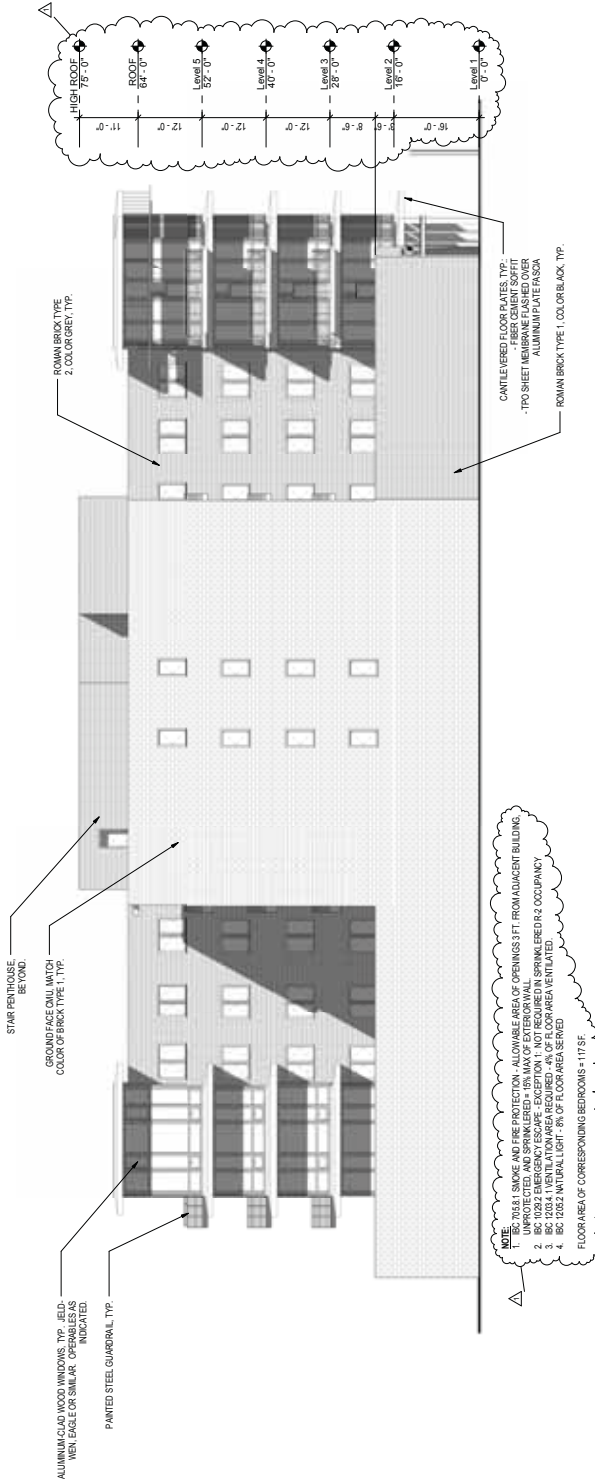 STAIR PENTHOUSE,
BEYOND.
GROUND FACE CMU, MATCH
COLOR OF BRICK TYPE 1, TYP.
ALUMINUM-CLAD WOOD WINDOWS, TYP. JELD-
WEN, EAGLE OR SIMILAR. OPERABLES AS
INDICATED.
PAINTED STEEL GUARDRAIL, TYP.
ROMAN BRICK TYPE
2, COLOR GREY, TYP.
HIGH ROOF
75' - 0"
ROOF
64' - 0"
Level 5
52' - 0"
Level 4
40' - 0"
Level 3
28' - 0"
Level 2
16' - 0"
Level 1
0' - 0"
11' - 0"
12' - 0"
12' - 0"
12' - 0"
8' - 6"
3' - 6"
16' - 0"
CANTILEVERED FLOOR PLATES, TYP.:
- FIBER CEMENT SOFFIT
- TPO SHEET MEMBRANE FLASHED OVER
ALUMINUM PLATE FASCIA
ROMAN BRICK TYPE 1, COLOR BLACK, TYP.
NOTE:
1. IBC 705.8.1 SMOKE AND FIRE PROTECTION - ALLOWABLE AREA OF OPENINGS 3 FT. FROM ADJACENT BUILDING,
UNPROTECTED, AND SPRINKLERED = 15% MAX OF EXTERIOR WALL.
2. IBC 1029.2 EMERGENCY ESCAPE - EXCEPTION 1: NOT REQUIRED IN SPRINKLERED R-2 OCCUPANCY
3. IBC 1203.4.1 VENTILATION AREA REQUIRED - 4% OF FLOOR AREA VENTILATED.
4. IBC 1205.2 NATURAL LIGHT - 8% OF FLOOR AREA SERVED
FLOOR AREA OF CORRESPONDING BEDROOMS = 117 SF.